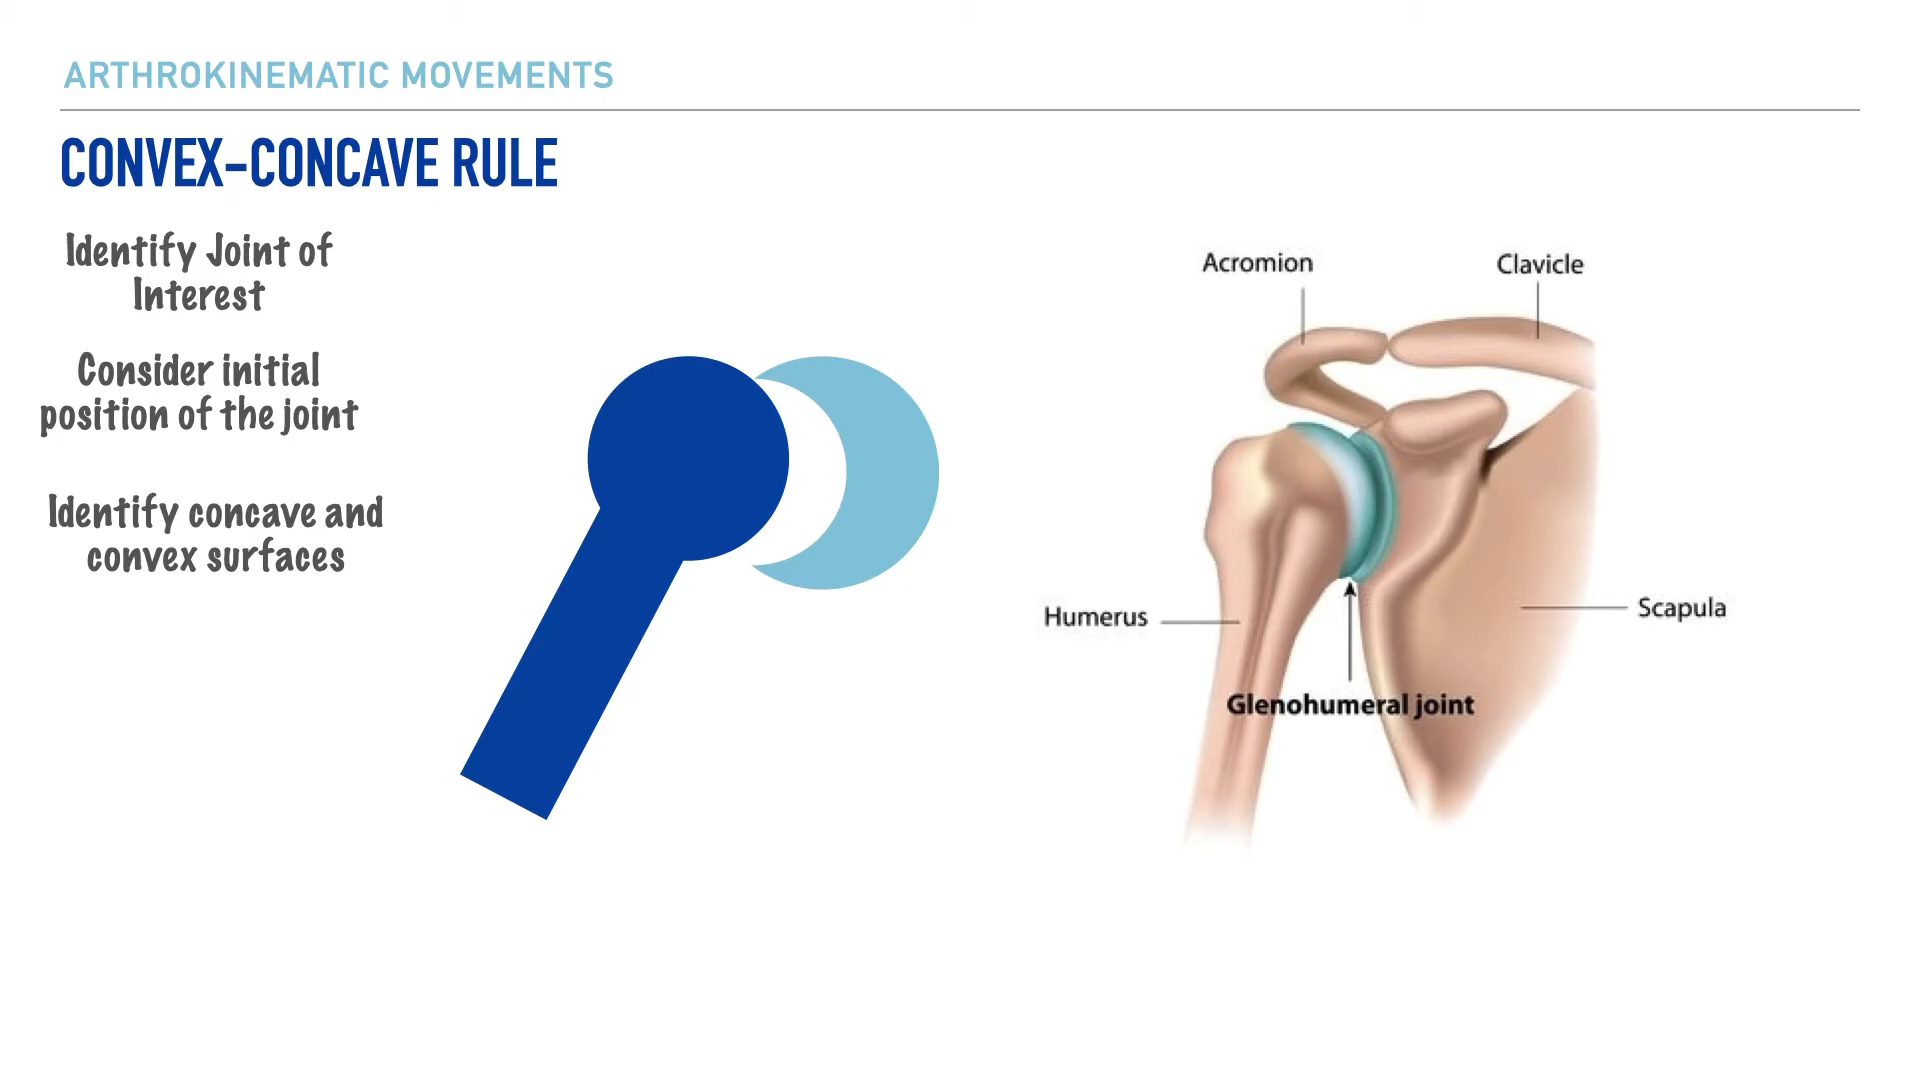 ARTHROKINEMATIC MOVEMENTS
CONVEX-CONCAVE RULE
Identify Joint of
Interest
Consider initial
position of the joint
Identify concave and
convex surfaces
Acromion
Clavicle
Humerus
Scapula
Glenohumeral joint